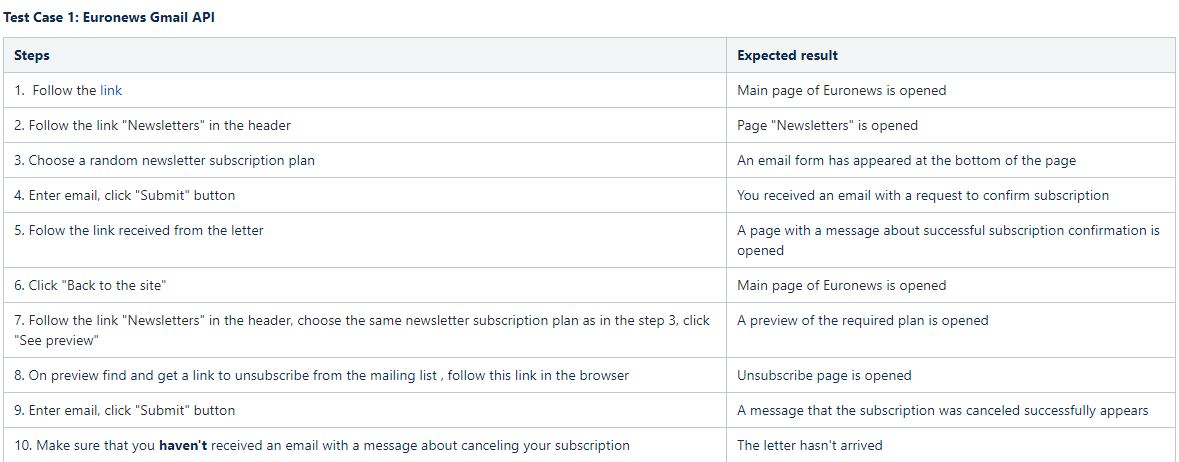 Test Case 1: Euronews Gmail API
Steps
Expected result
1. Follow the link
Main page of Euronews is opened
2. Follow the link "Newsletters" in the header
Page "Newsletters" is opened
3. Choose a random newsletter subscription plan
An email form has appeared at the bottom of the page
4. Enter email, click "Submit" button
You received an email with a request to confirm subscription
5. Folow the link received from the letter
A page with a message about successful subscription confirmation is
opened
6. Click "Back to the site"
Main page of Euronews is opened
7. Follow the link "Newsletters" in the header, choose the same newsletter subscription plan as in the step 3, click
"See preview"
A preview of the required plan is opened
8. On preview find and get a link to unsubscribe from the mailing list , follow this link in the browser
Unsubscribe page is opened
9. Enter email, click "Submit" button
A message that the subscription was canceled successfully appears
10. Make sure that you haven't received an email with a message about canceling your subscription
The letter hasn't arrived